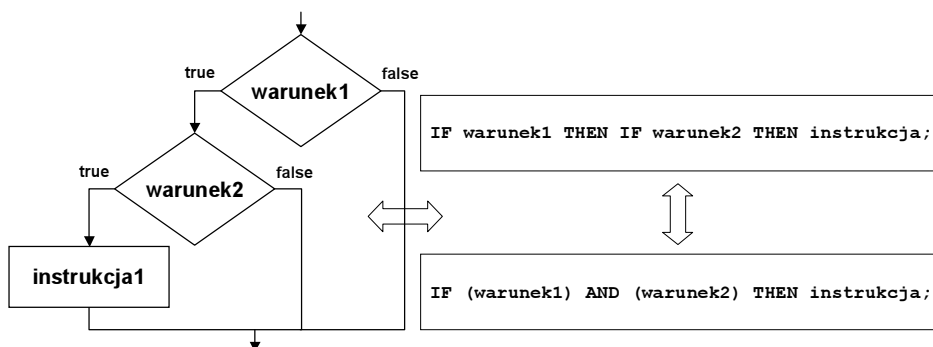 true
warunek1
false
true
warunek2
false
instrukcja1
IF warunek1 THEN IF warunek2 THEN instrukcja;
IF (warunek1) AND (warunek2) THEN instrukcja;